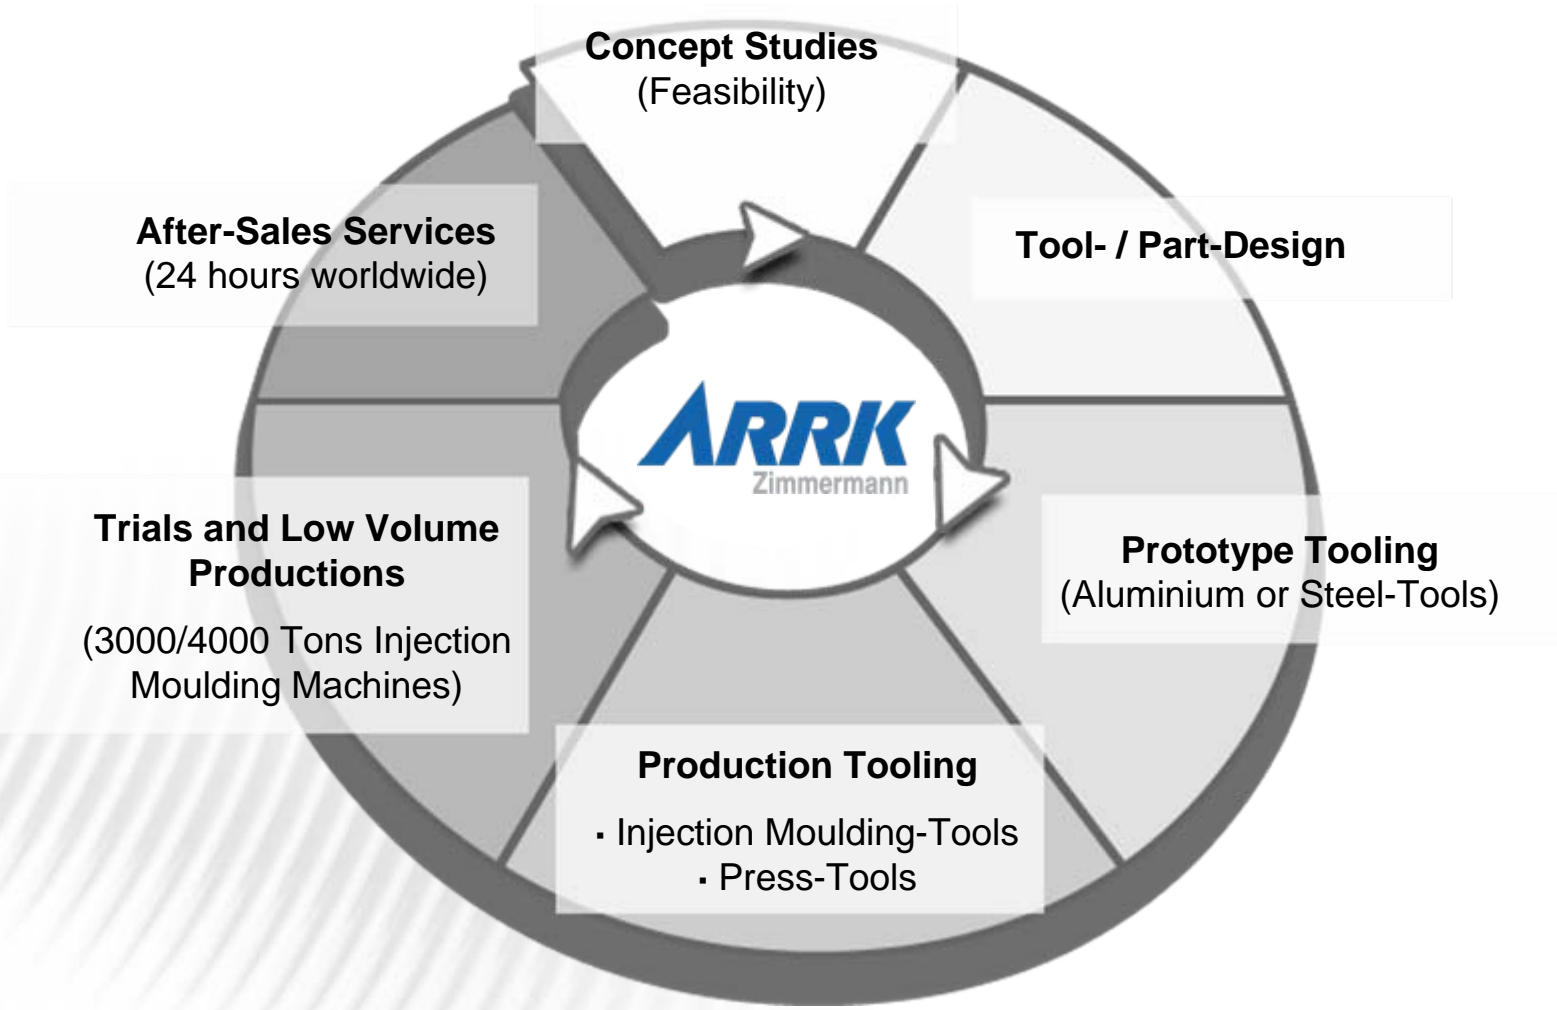 Concept Studies
(Feasibility)
Tool- / Part-Design
Prototype Tooling
(Aluminium or Steel-Tools)
Production Tooling
▪ Injection Moulding-Tools
▪ Press-Tools
Trials and Low Volume
Productions
(3000/4000 Tons Injection
Moulding Machines)
After-Sales Services
(24 hours worldwide)
ARRK
Zimmermann